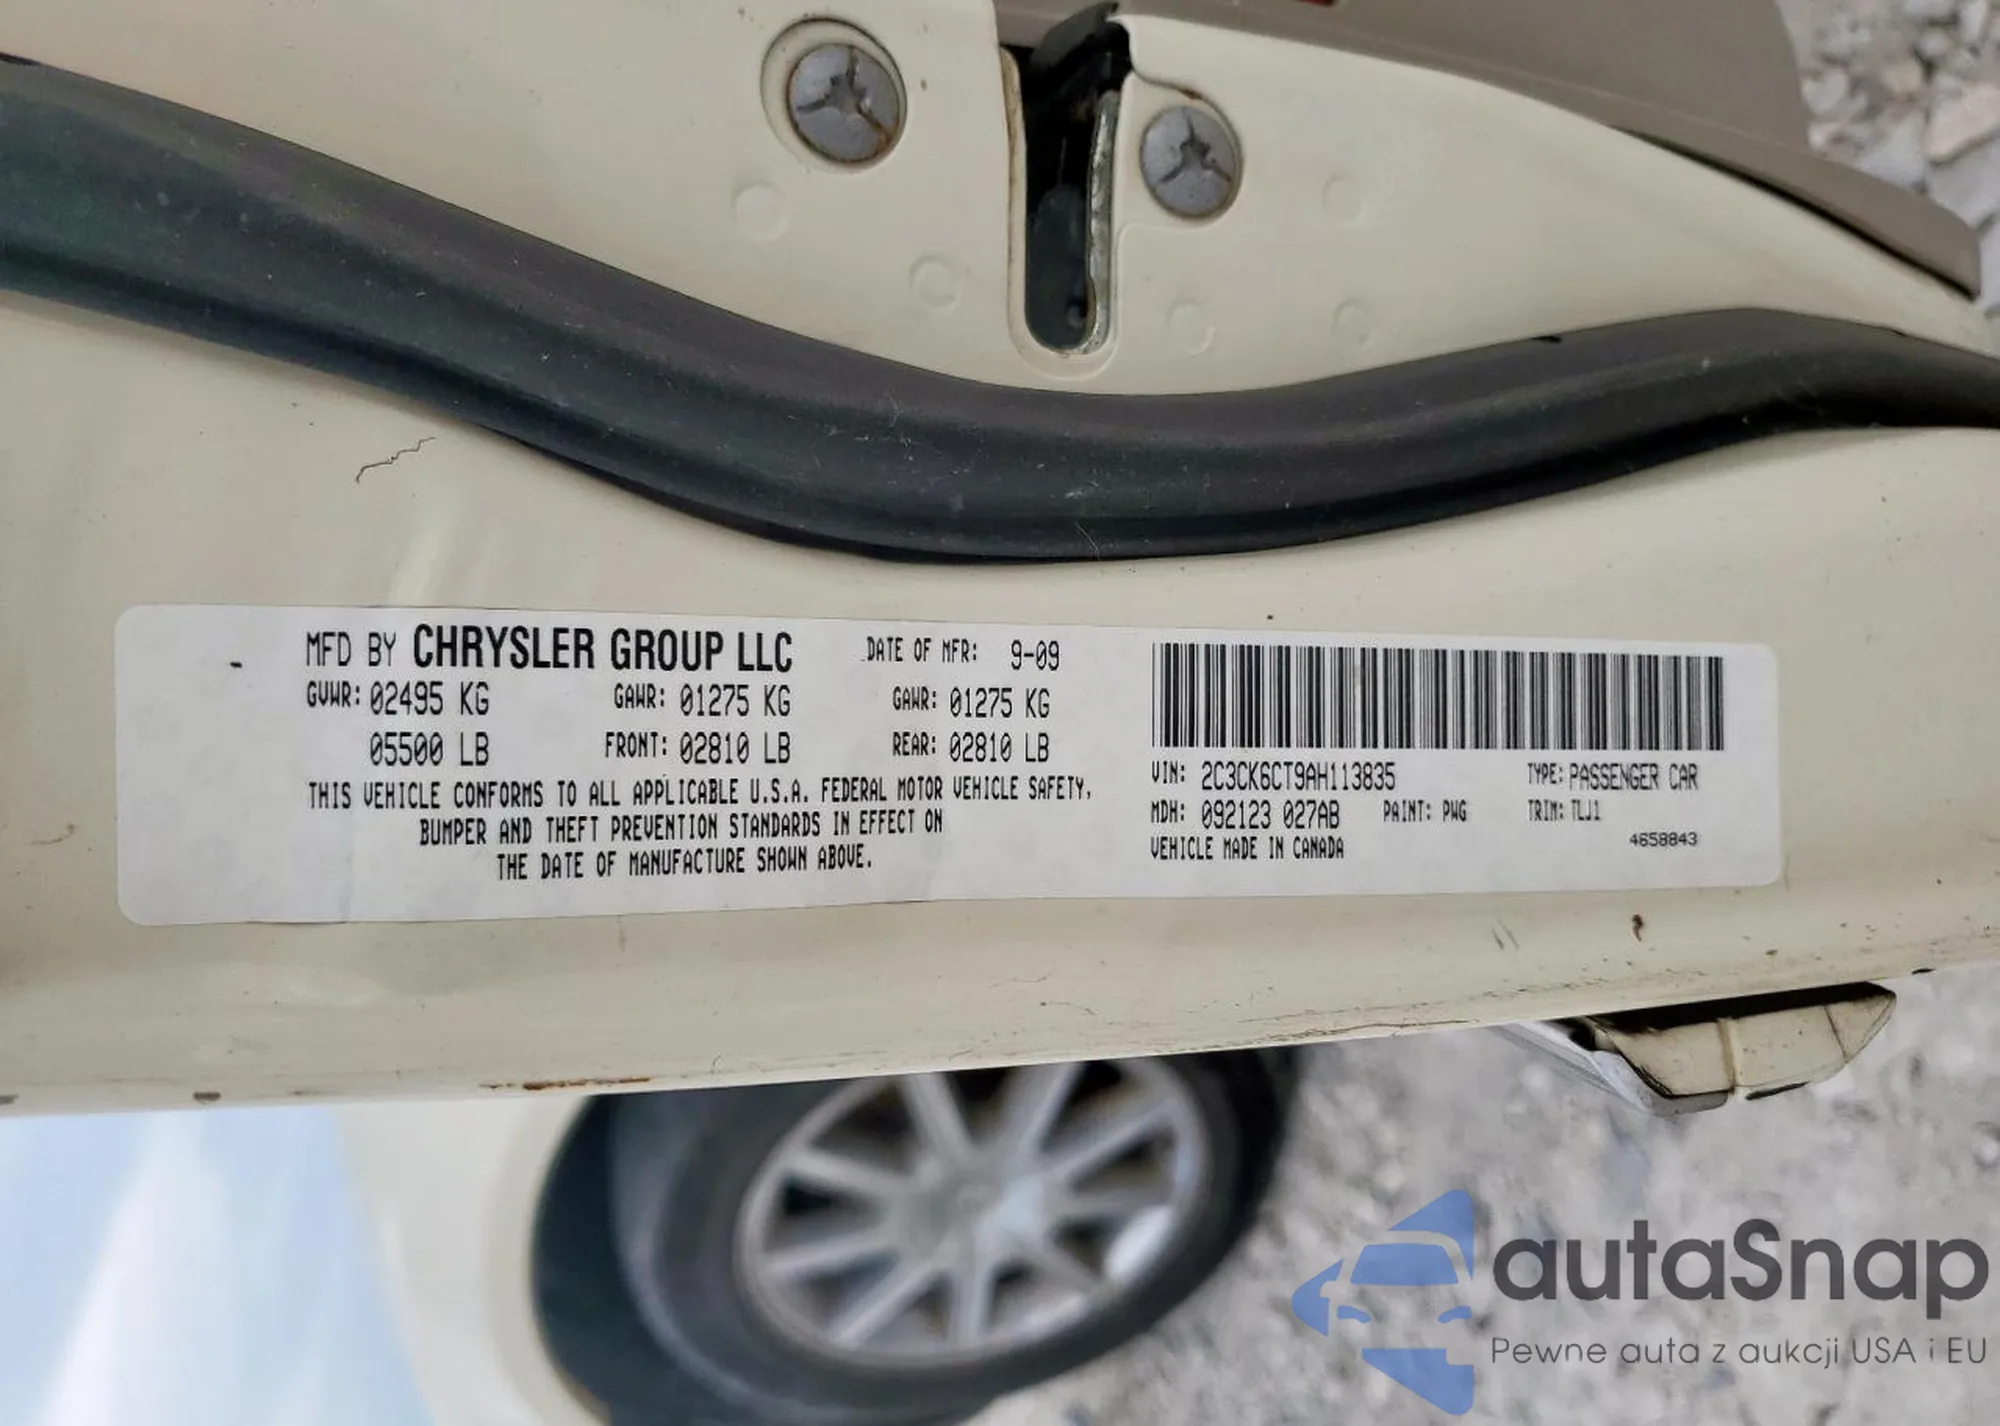 MFD BY CHRYSLER GROUP LLC DATE OF MFR: 9-09
GVWR: 02495 KG GAWR: 01275 KG GAWR: 01275 KG
05500 LB FRONT: 02810 LB REAR: 02810 LB
THIS VEHICLE CONFORMS TO ALL APPLICABLE U.S.A. FEDERAL MOTOR VEHICLE SAFETY,
BUMPER AND THEFT PREVENTION STANDARDS IN EFFECT ON
THE DATE OF MANUFACTURE SHOWN ABOVE.
VIN: 2C3CK6CT9AH113835 TYPE: PASSENGER CAR
MDH: 092123 027AB PAINT: PWG TRIM: TLJ1
VEHICLE MADE IN CANADA 4658843
autaSnap
Pewne auta z aukcji USA i EU